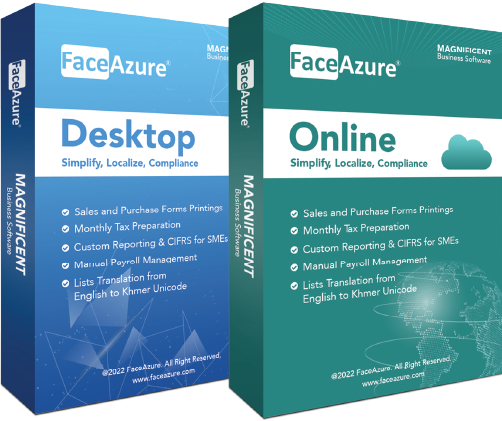 FaceAzure®
MAGNIFICENT
Business Software
FaceAzure®
MAGNIFICENT
Business Software
Desktop
Simplify, Localize, Compliance
Sales and Purchase Forms Printings
Monthly Tax Preparation
Custom Reporting & CIFRS for SMEs
Manual Payroll Management
Lists Translation from
English to Khmer Unicode
@2022 FaceAzure. All Right Reserved.
www.faceazure.com
FaceAzure®
MAGNIFICENT
Business Software
FaceAzure®
MAGNIFICENT
Business Software
Online
Simplify, Localize, Compliance
Sales and Purchase Forms Printings
Monthly Tax Preparation
Custom Reporting & CIFRS for SMEs
Manual Payroll Management
Lists Translation from
English to Khmer Unicode
@2022 FaceAzure. All Right Reserved.
www.faceazure.com